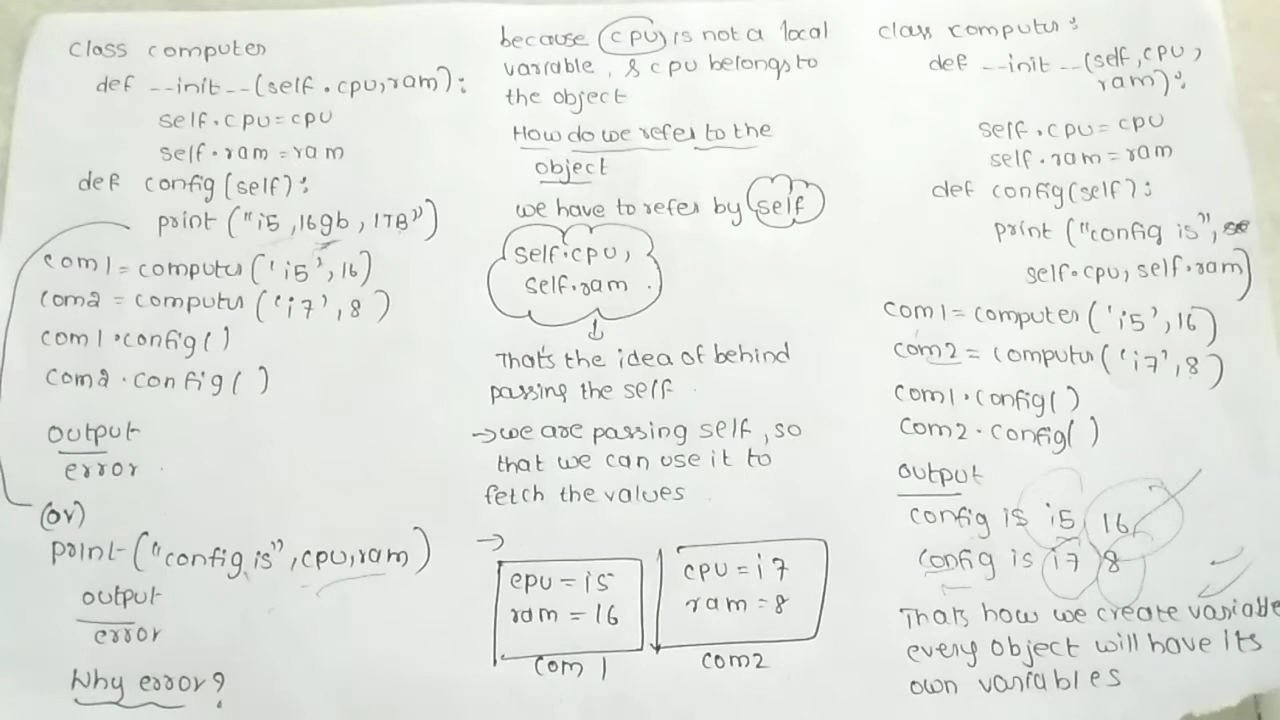 class computer
def __init__(self.cpu,ram):
self.cpu=cpu
self.ram=ram
def config(self):
print("i5,16gb,1TB")
com1=computer('i5',16)
com2=computer('i7',8)
com1.config()
com2.config()
output
error
(or)
print("config is",cpu,ram)
output
error
Why error?
because cpu is not a local
variable, & cpu belongs to
the object
How do we refer to the
object
we have to refer by self
self.cpu,
self.ram.
That's the idea of behind
passing the self
→we are passing self, so
that we can use it to
fetch the values
→
cpu=i5
ram=16
com 1
cpu=i7
ram=8
com2
class computer:
def __init__(self,cpu,
ram):
self.cpu=cpu
self.ram=ram
def config(self):
print("config is",
self.cpu,self.ram)
com1=computer('i5',16)
com2=computer('i7',8)
com1.config()
com2.config()
output
config is i5 16
config is i7 8
Thats how we create variable
every object will have its
own variables